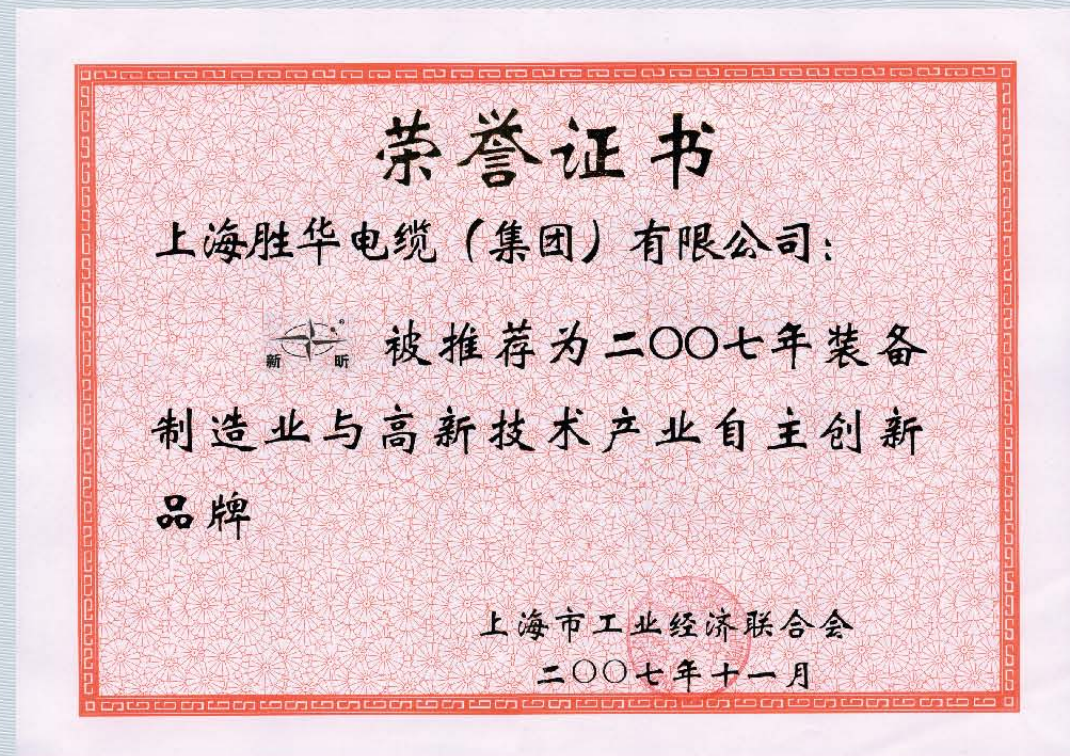 荣誉证书
上海胜华电缆（集团）有限公司：
新 昕 ® 被推荐为二〇〇七年装备
制造业与高新技术产业自主创新
品牌
上海市工业经济联合会
二〇〇七年十一月